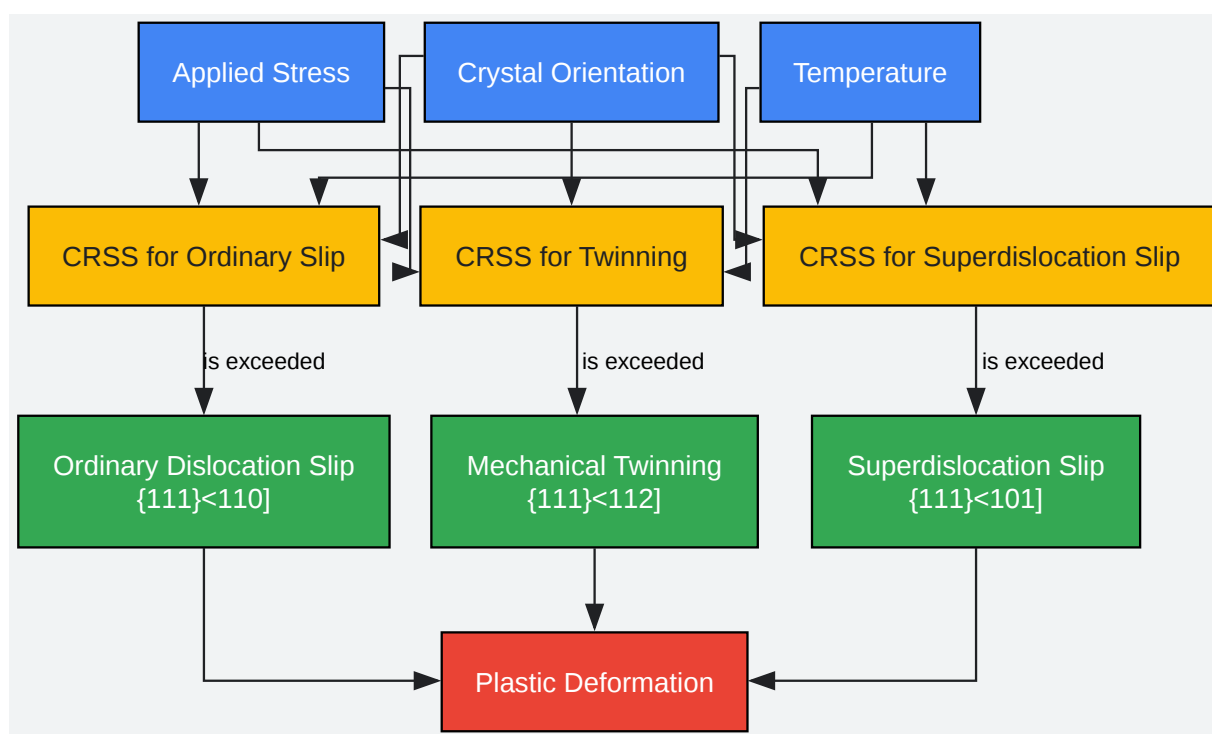 Applied Stress
Crystal Orientation
Temperature
CRSS for Ordinary Slip
CRSS for Twinning
CRSS for Superdislocation Slip
is exceeded
is exceeded
is exceeded
Ordinary Dislocation Slip
{111}<110]
Mechanical Twinning
{111}<112]
Superdislocation Slip
{111}<101]
Plastic Deformation